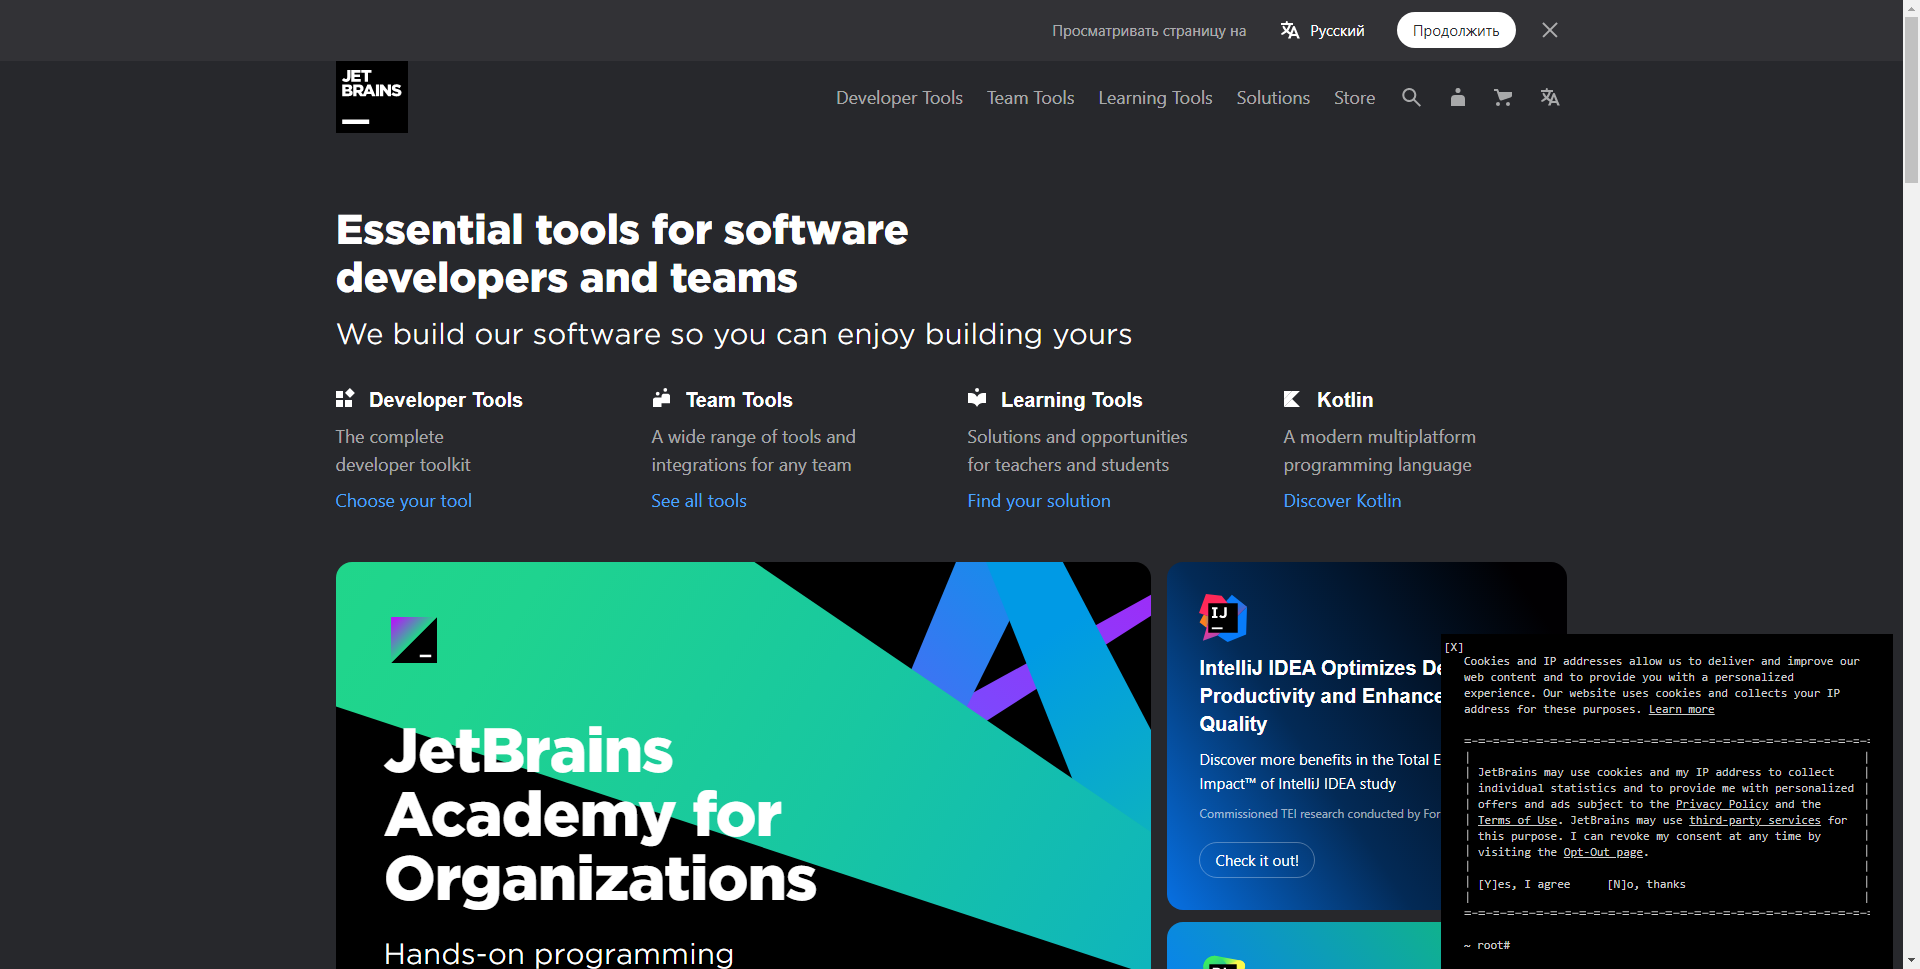 Просматривать страницу на
Русский
Продолжить
JET
BRAINS
Developer Tools
Team Tools
Learning Tools
Solutions
Store
Essential tools for software
developers and teams
We build our software so you can enjoy building yours
Developer Tools
The complete
developer toolkit
Choose your tool
Team Tools
A wide range of tools and
integrations for any team
See all tools
Learning Tools
Solutions and opportunities
for teachers and students
Find your solution
Kotlin
A modern multiplatform
programming language
Discover Kotlin
JetBrains
Academy for
Organizations
Hands-on programming
IJ
IntelliJ IDEA Optimizes
Productivity and Enhance
Quality
Discover more benefits in the Total
Impact™ of IntelliJ IDEA study
Commissioned TEI research conducted by
Check it out!
[X]
Cookies and IP addresses allow us to deliver and improve our
web content and to provide you with a personalized
experience. Our website uses cookies and collects your IP
address for these purposes. Learn more
JetBrains may use cookies and my IP address to collect
individual statistics and to provide me with personalized
offers and ads subject to the Privacy Policy and the
Terms of Use. JetBrains may use third-party services for
this purpose. I can revoke my consent at any time by
visiting the Opt-Out page.
[Y]es, I agree [N]o, thanks
~ root#